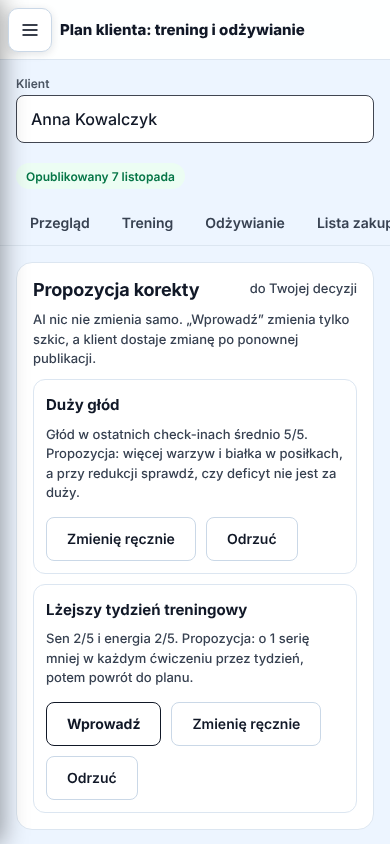 Plan klienta: trening i odżywianie
Klient
Anna Kowalczyk
Opublikowany 7 listopada
Przegląd Trening Odżywianie Lista zakup
Propozycja korekty do Twojej decyzji
AI nic nie zmienia samo. „Wprowadź” zmienia tylko
szkic, a klient dostaje zmianę po ponownej
publikacji.
Duży głód
Głód w ostatnich check-inach średnio 5/5.
Propozycja: więcej warzyw i białka w posiłkach,
a przy redukcji sprawdź, czy deficyt nie jest za
duży.
Zmienię ręcznie Odrzuć
Lżejszy tydzień treningowy
Sen 2/5 i energia 2/5. Propozycja: o 1 serię
mniej w każdym ćwiczeniu przez tydzień,
potem powrót do planu.
Wprowadź Zmienię ręcznie
Odrzuć